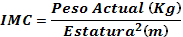 IMC = Peso Actual (Kg) / Estatura²(m)